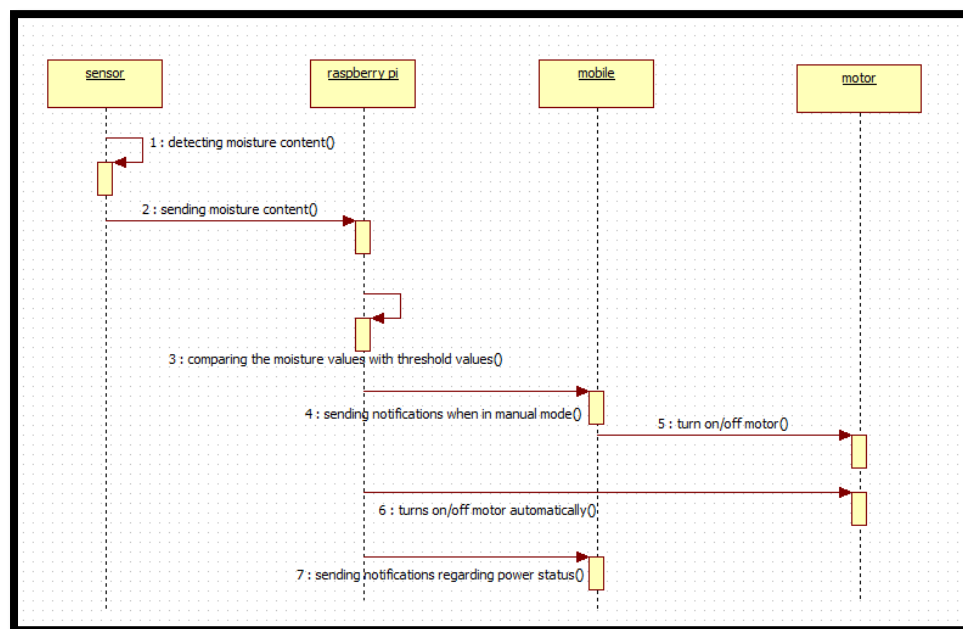 sensor
raspberry pi
mobile
motor
1 : detecting moisture content()
2 : sending moisture content()
3 : comparing the moisture values with threshold values()
4 : sending notifications when in manual mode()
5 : turn on/off motor()
6 : turns on/off motor automatically()
7 : sending notifications regarding power status()